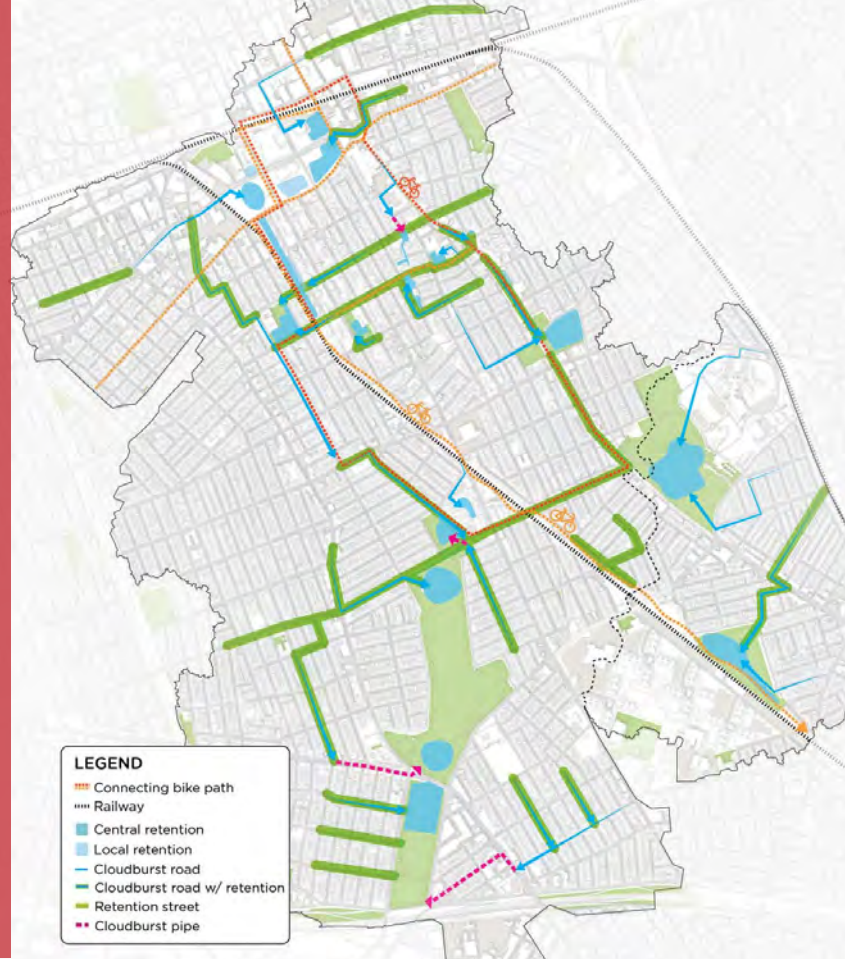 LEGEND
Connecting bike path
Railway
Central retention
Local retention
Cloudburst road
Cloudburst road w/ retention
Retention street
Cloudburst pipe